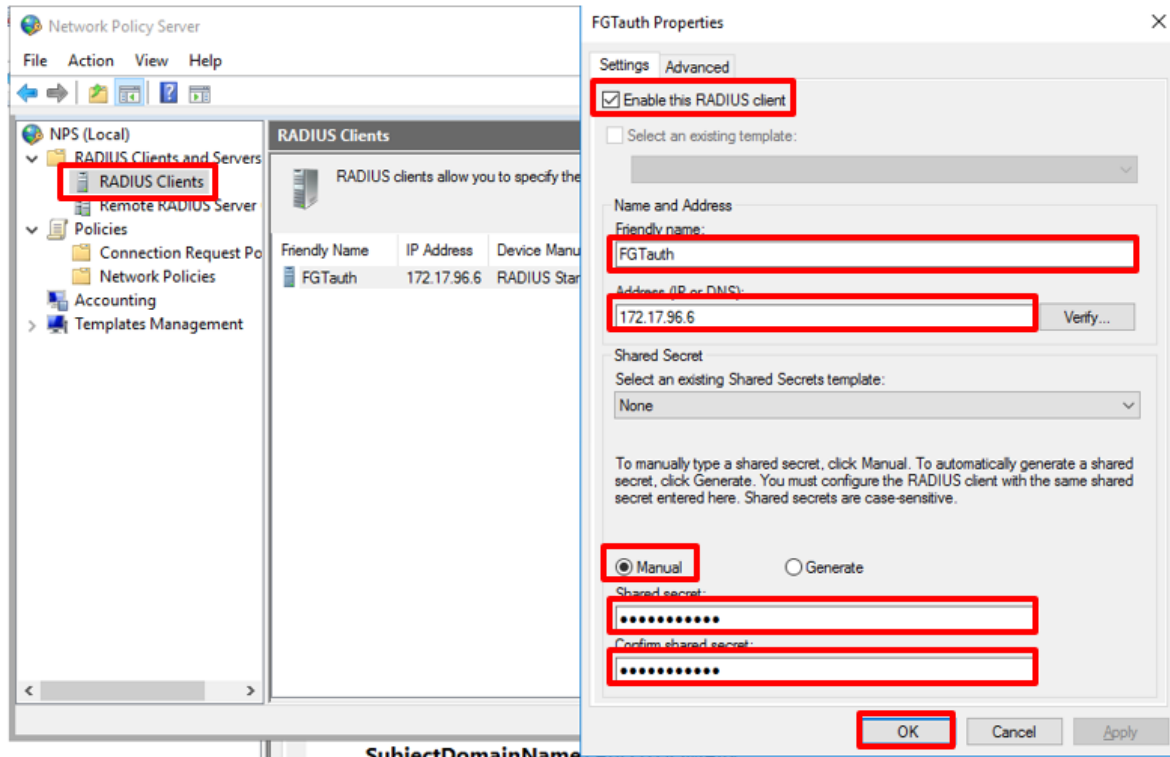 Network Policy Server
File Action View Help
NPS (Local)
RADIUS Clients and Servers
RADIUS Clients
Remote RADIUS Server
Policies
Connection Request Po
Network Policies
Accounting
Templates Management
RADIUS Clients
RADIUS clients allow you to specify the
Friendly Name IP Address Device Manu
FGTauth 172.17.96.6 RADIUS Stan
FGTauth Properties
Settings Advanced
Enable this RADIUS client
Select an existing template:
Name and Address
Friendly name:
FGTauth
Address (IP or DNS):
172.17.96.6
Verify...
Shared Secret
Select an existing Shared Secrets template:
None
To manually type a shared secret, click Manual. To automatically generate a shared
secret, click Generate. You must configure the RADIUS client with the same shared
secret entered here. Shared secrets are case-sensitive.
Manual Generate
Shared secret:
●●●●●●●●●●●
Confirm shared secret:
●●●●●●●●●●●
OK Cancel Apply
SubjectDomainName